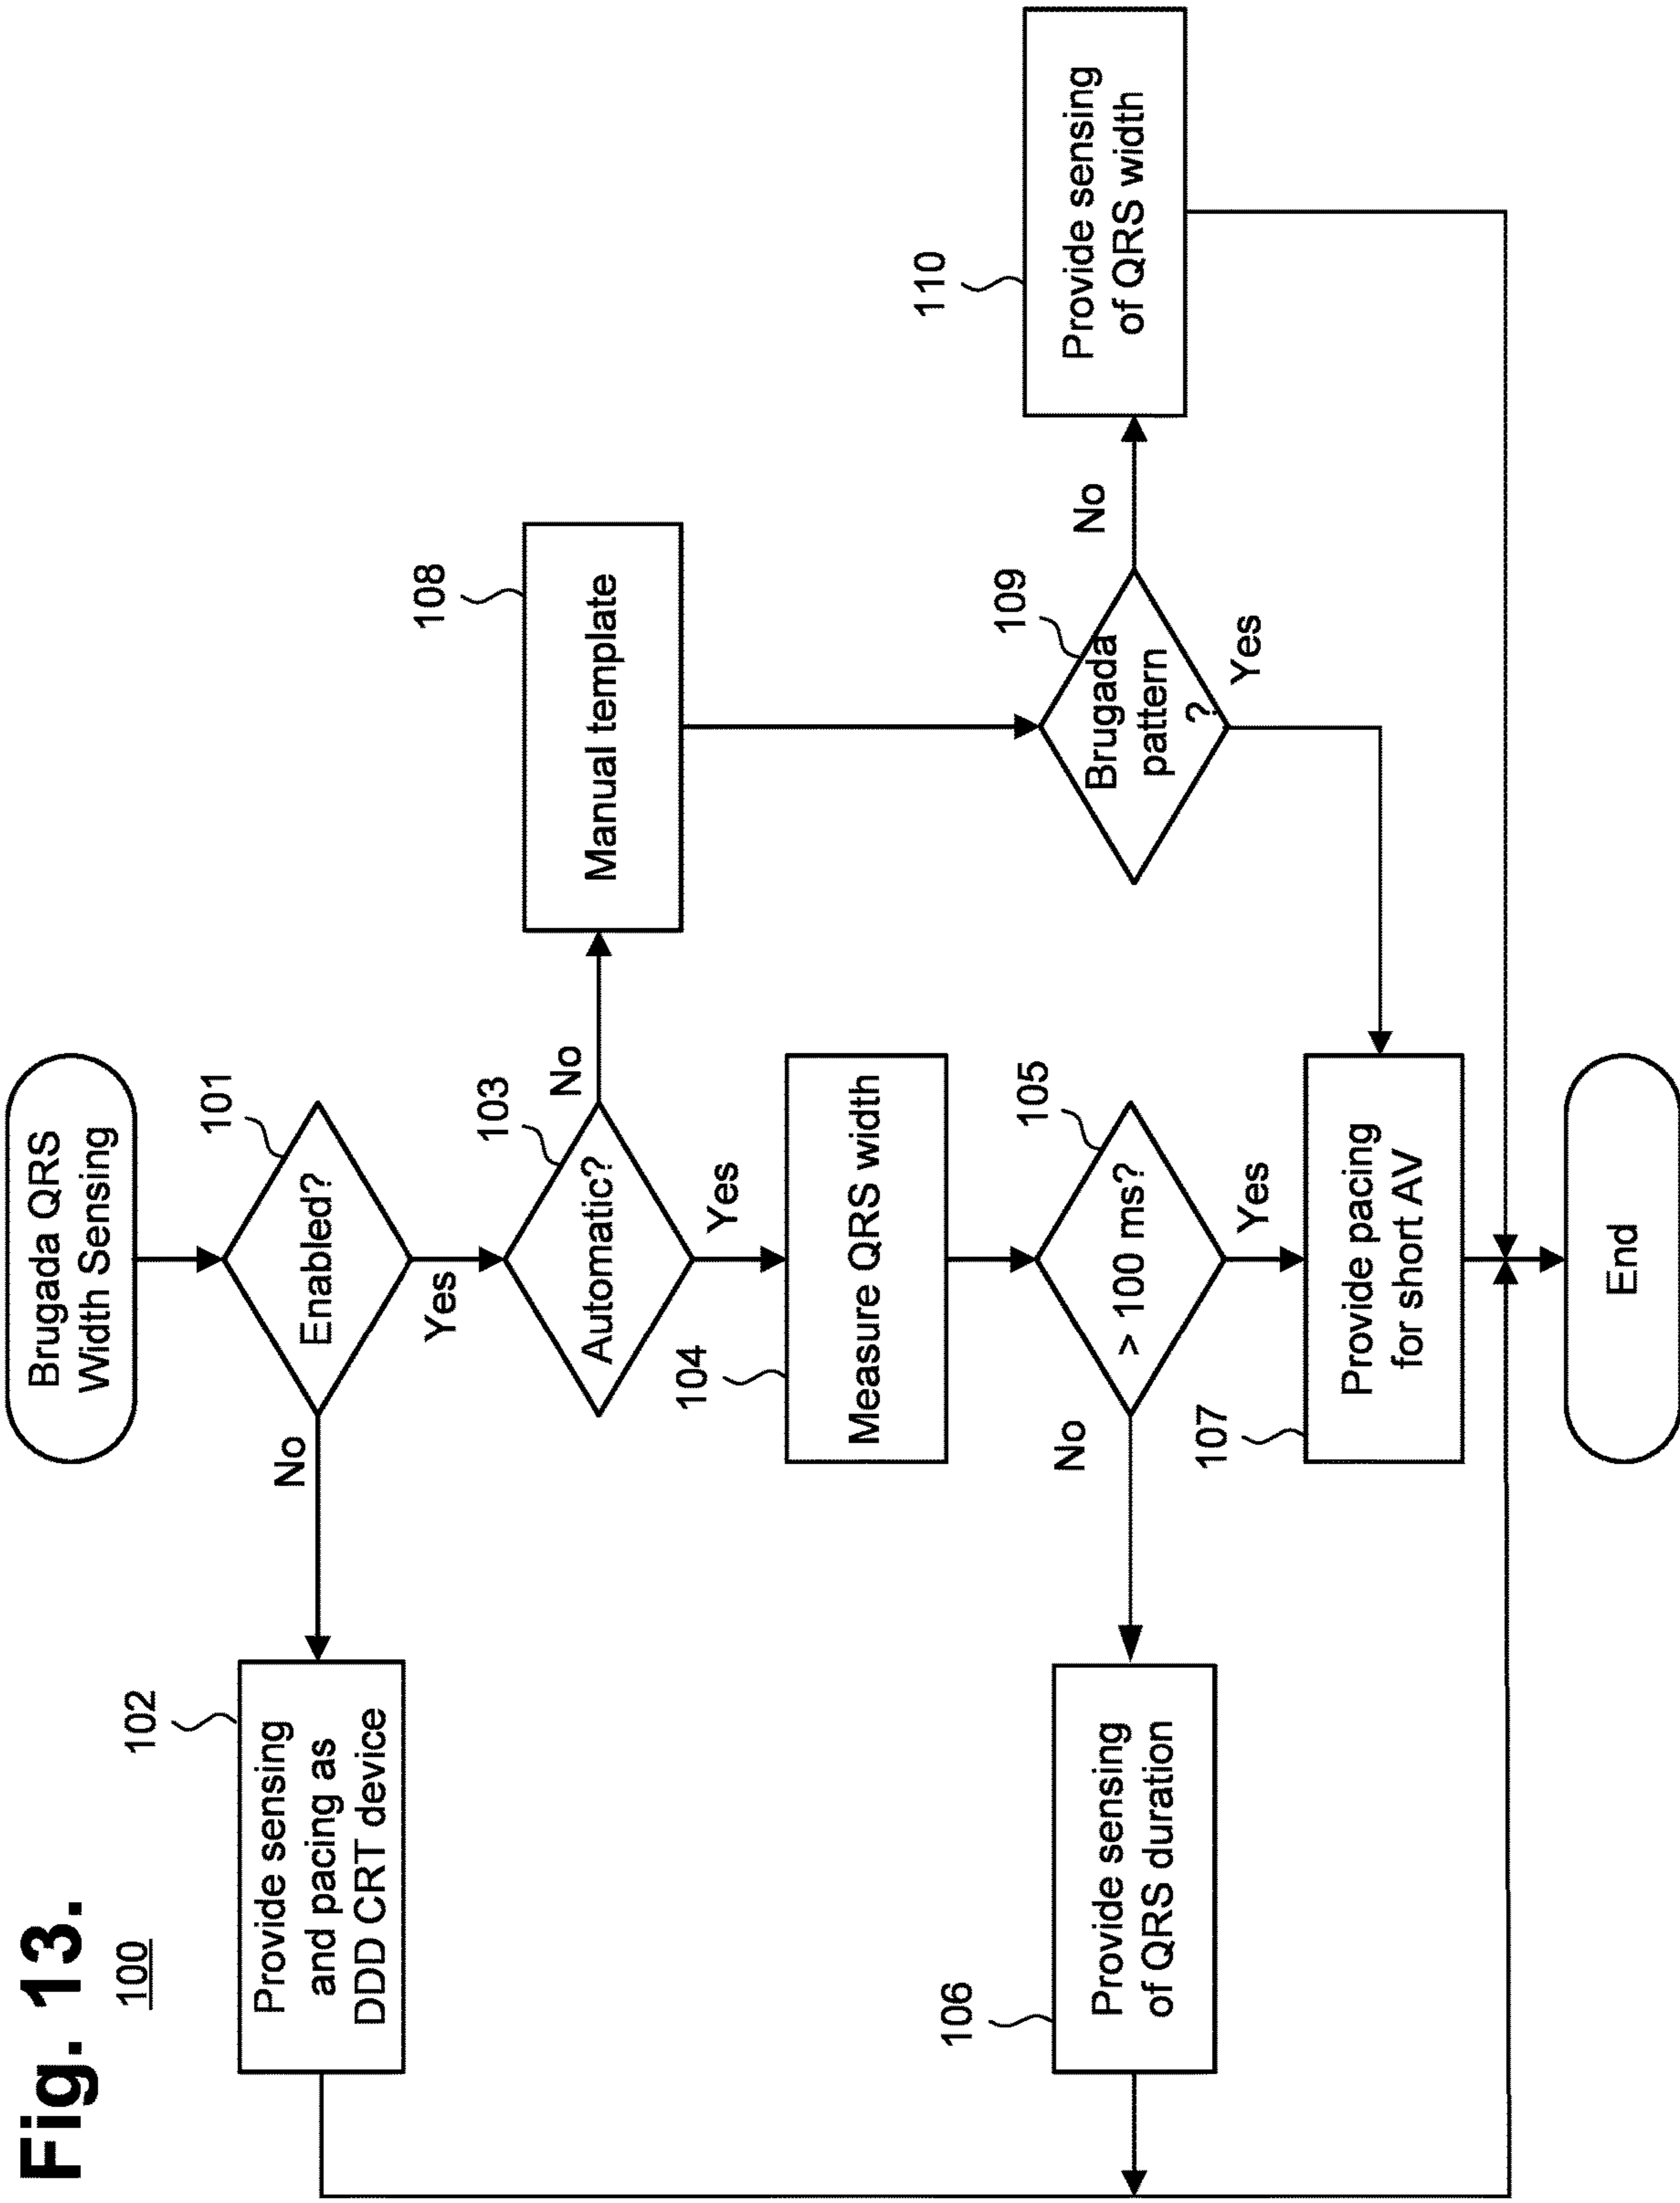 Fig. 13.
100
Brugada QRS
Width Sensing
101
Enabled?
No
Yes
102
Provide sensing
and pacing as
DDD CRT device
103
Automatic?
No
Yes
108
Manual template
104
Measure QRS width
105
> 100 ms?
No
Yes
109
Brugada
pattern
?
No
Yes
110
Provide sensing
of QRS width
106
Provide sensing
of QRS duration
107
Provide pacing
for short AV
End